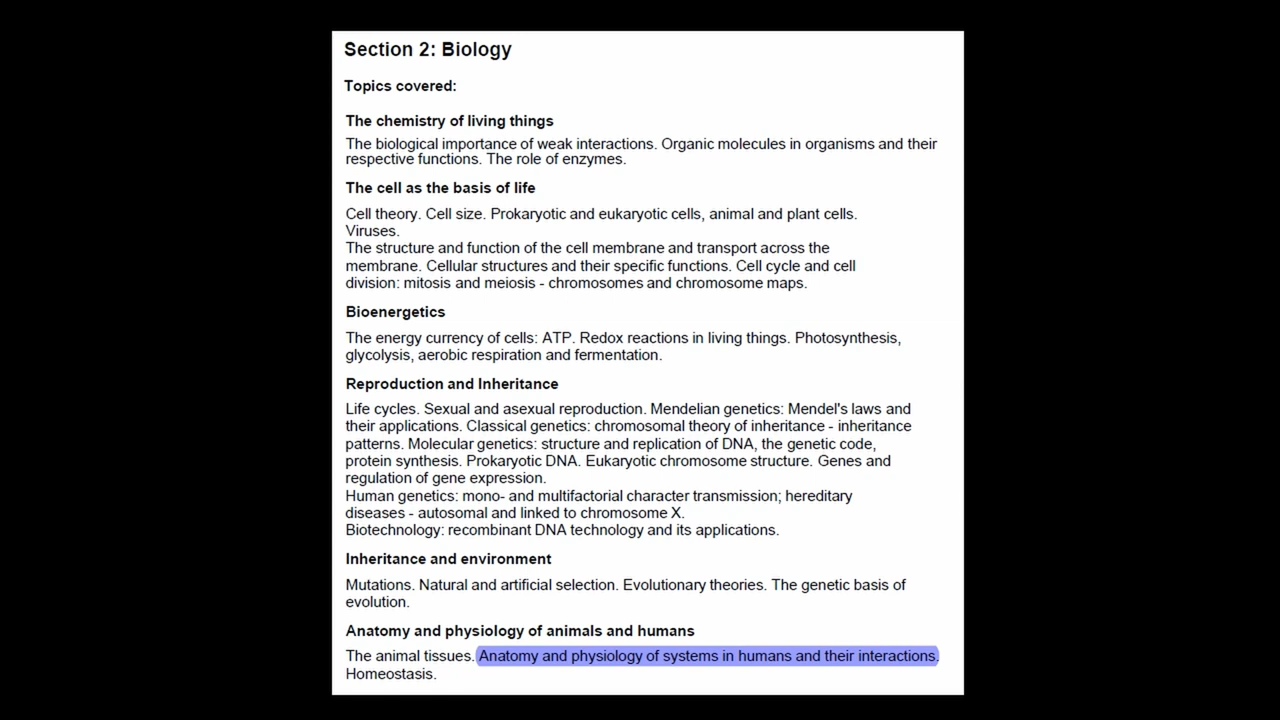 Section 2: Biology
Topics covered:
The chemistry of living things
The biological importance of weak interactions. Organic molecules in organisms and their
respective functions. The role of enzymes.
The cell as the basis of life
Cell theory. Cell size. Prokaryotic and eukaryotic cells, animal and plant cells.
Viruses.
The structure and function of the cell membrane and transport across the
membrane. Cellular structures and their specific functions. Cell cycle and cell
division: mitosis and meiosis - chromosomes and chromosome maps.
Bioenergetics
The energy currency of cells: ATP. Redox reactions in living things. Photosynthesis,
glycolysis, aerobic respiration and fermentation.
Reproduction and Inheritance
Life cycles. Sexual and asexual reproduction. Mendelian genetics: Mendel's laws and
their applications. Classical genetics: chromosomal theory of inheritance - inheritance
patterns. Molecular genetics: structure and replication of DNA, the genetic code,
protein synthesis. Prokaryotic DNA. Eukaryotic chromosome structure. Genes and
regulation of gene expression.
Human genetics: mono- and multifactorial character transmission; hereditary
diseases - autosomal and linked to chromosome X.
Biotechnology: recombinant DNA technology and its applications.
Inheritance and environment
Mutations. Natural and artificial selection. Evolutionary theories. The genetic basis of
evolution.
Anatomy and physiology of animals and humans
The animal tissues. Anatomy and physiology of systems in humans and their interactions.
Homeostasis.